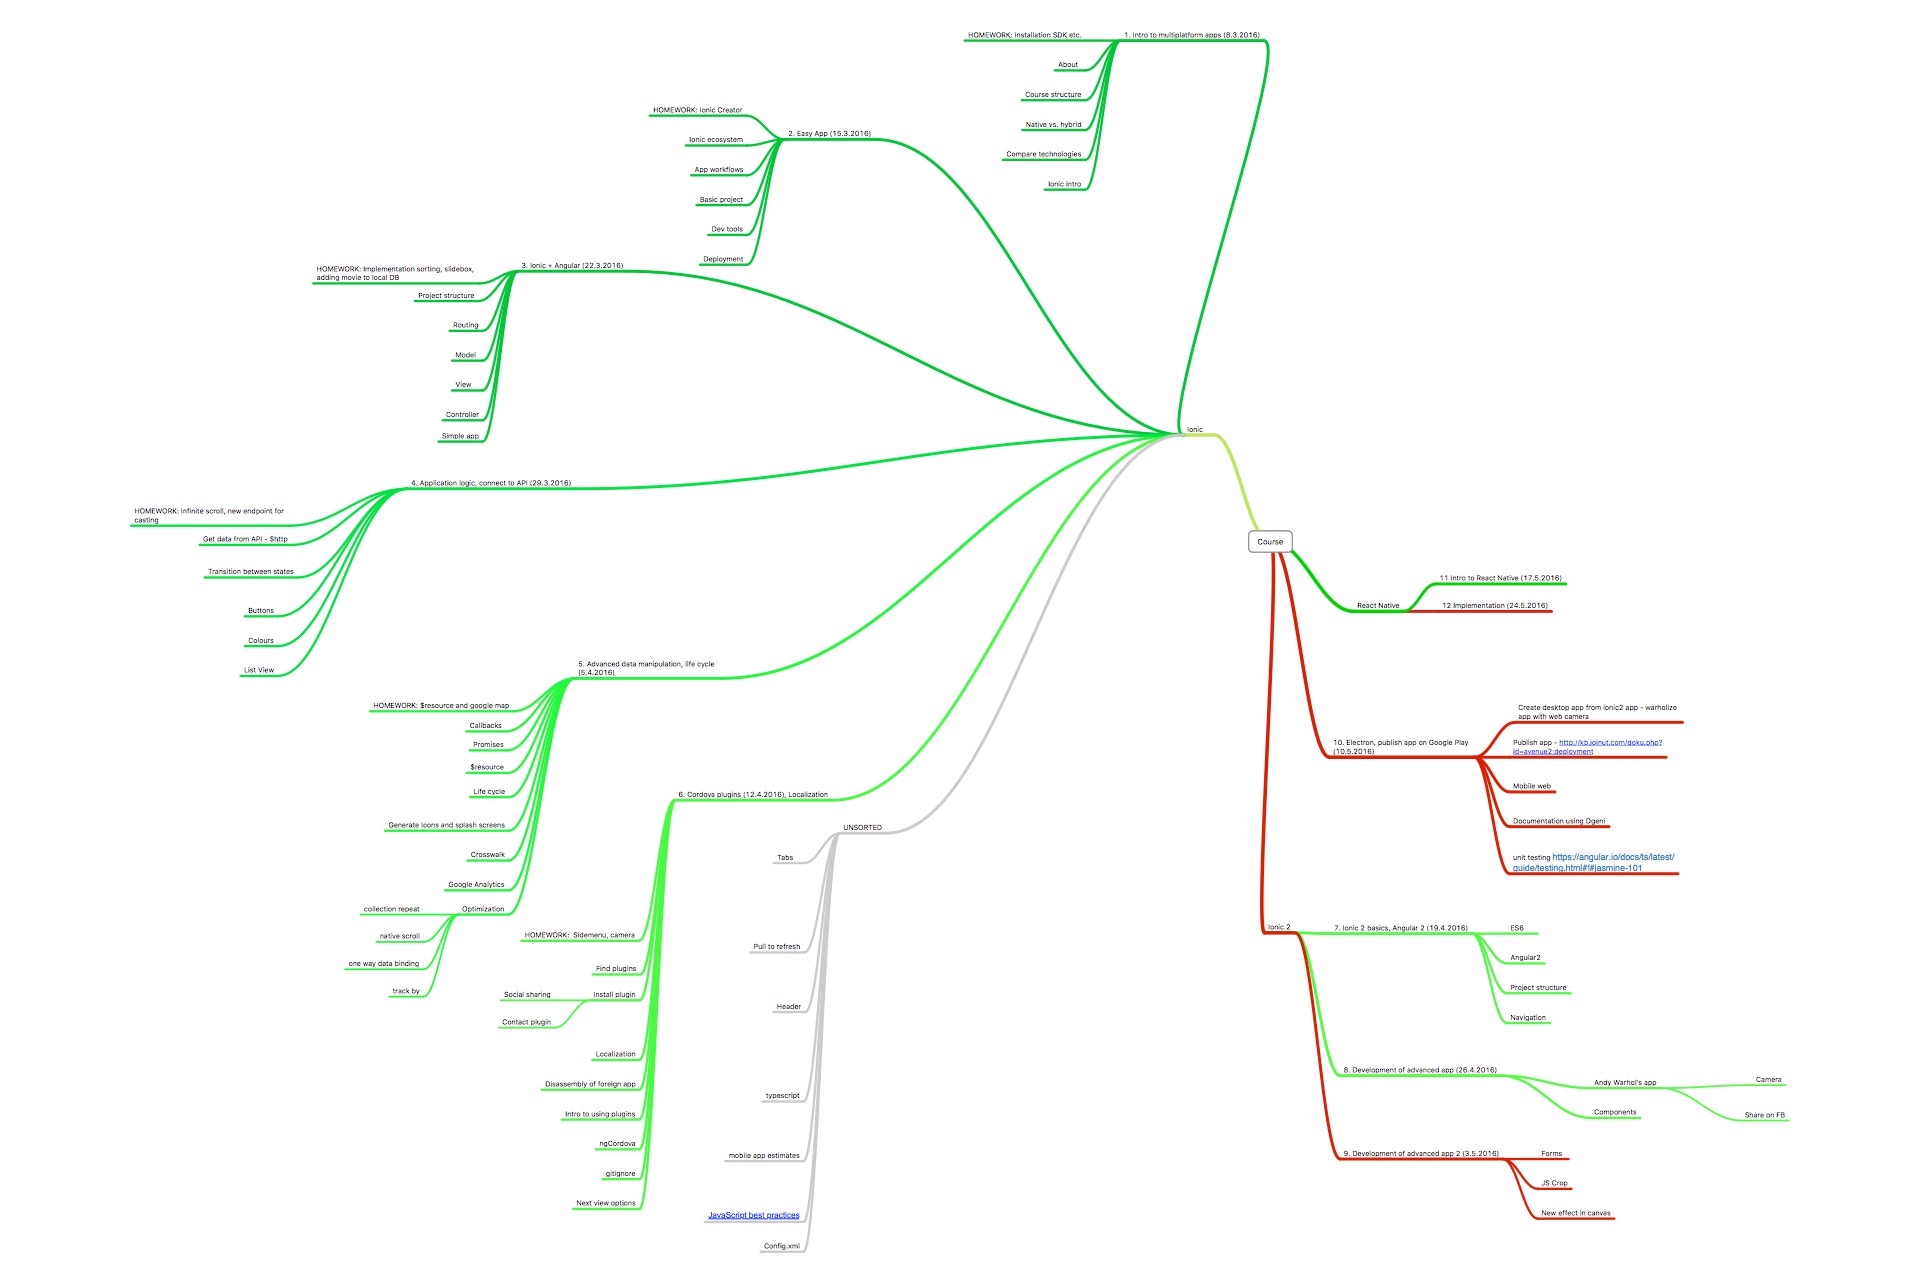 Course
Ionic
1. Intro to multiplatform apps (8.3.2016)
HOMEWORK: Installation SDK etc.
About
Course structure
Native vs. hybrid
Compare technologies
Ionic intro
2. Easy App (15.3.2016)
HOMEWORK: Ionic Creator
Ionic ecosystem
App workflows
Basic project
Dev tools
Deployment
3. Ionic + Angular (22.3.2016)
HOMEWORK: Implementation sorting, slidebox,
adding movie to local DB
Project structure
Routing
Model
View
Controller
Simple app
4. Application logic, connect to API (29.3.2016)
HOMEWORK: Infinite scroll, new endpoint for
casting
Get data from API - $http
Transition between states
Buttons
Colours
List View
5. Advanced data manipulation, life cycle
(5.4.2016)
HOMEWORK: $resource and google map
Callbacks
Promises
$resource
Life cycle
Generate Icons and splash screens
Crosswalk
Google Analytics
Optimization
collection repeat
native scroll
one way data binding
track by
6. Cordova plugins (12.4.2016), Localization
HOMEWORK: Sidemenu, camera
Find plugins
Install plugin
Social sharing
Contact plugin
Localization
Disassembly of foreign app
Intro to using plugins
ngCordova
gitignore
Next view options
UNSORTED
Tabs
Pull to refresh
Header
typescript
mobile app estimates
JavaScript best practices
Config.xml
React Native
11 Intro to React Native (17.5.2016)
12 Implementation (24.5.2016)
10. Electron, publish app on Google Play
(10.5.2016)
Create desktop app from ionic2 app - warholize
app with web camera
Publish app - http://kb.joinut.com/doku.php?
id=avenue2:deployment
Mobile web
Documentation using Dgeni
unit testing https://angular.io/docs/ts/latest/
guide/testing.html#!#jasmine-101
Ionic 2
7. Ionic 2 basics, Angular 2 (19.4.2016)
ES6
Angular2
Project structure
Navigation
8. Development of advanced app (26.4.2016)
Andy Warhol's app
Camera
Share on FB
Components
9. Development of advanced app 2 (3.5.2016)
Forms
JS Crop
New effect in canvas